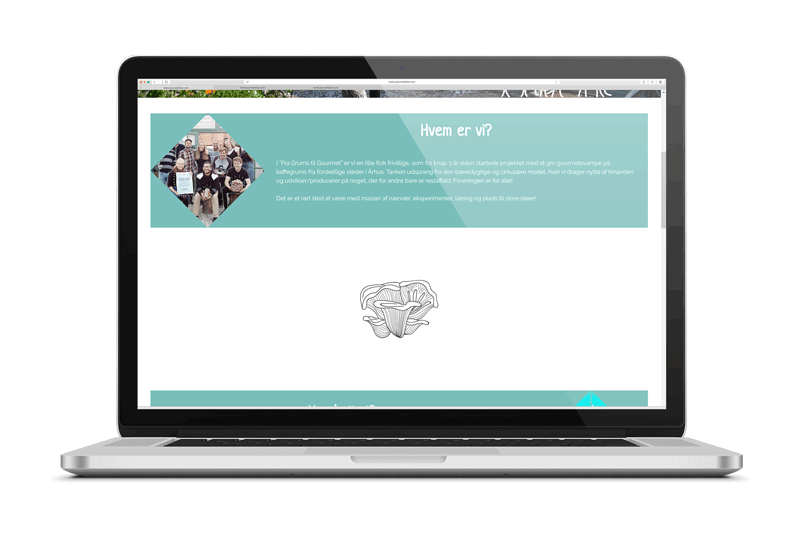 Hvem er vi?
I "Fra Grums til Gourmet" er vi en lille flok frivillige, som for knap 3 år siden startede projektet med at gro gourmetsvampe på
kaffegrums fra forskellige steder i Århus. Tanken udsprang fra den bæredygtige og cirkulære model, hvor vi drager nytte af hinanden
og udvikler/producerer på noget, der for andre bare er restaffald. Foreningen er for alle!
Det er et rart sted at være med masser af nærvær, eksperimenter, læring og plads til store ideer!